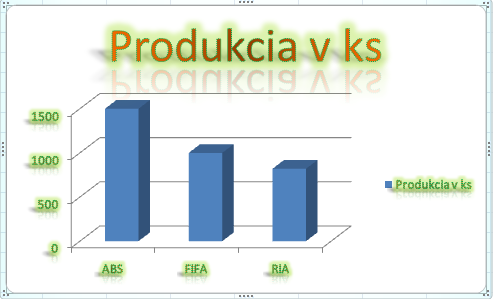 Produkcia v ks
1500
1000
500
0
ABS
FIFA
RIA
Produkcia v ks